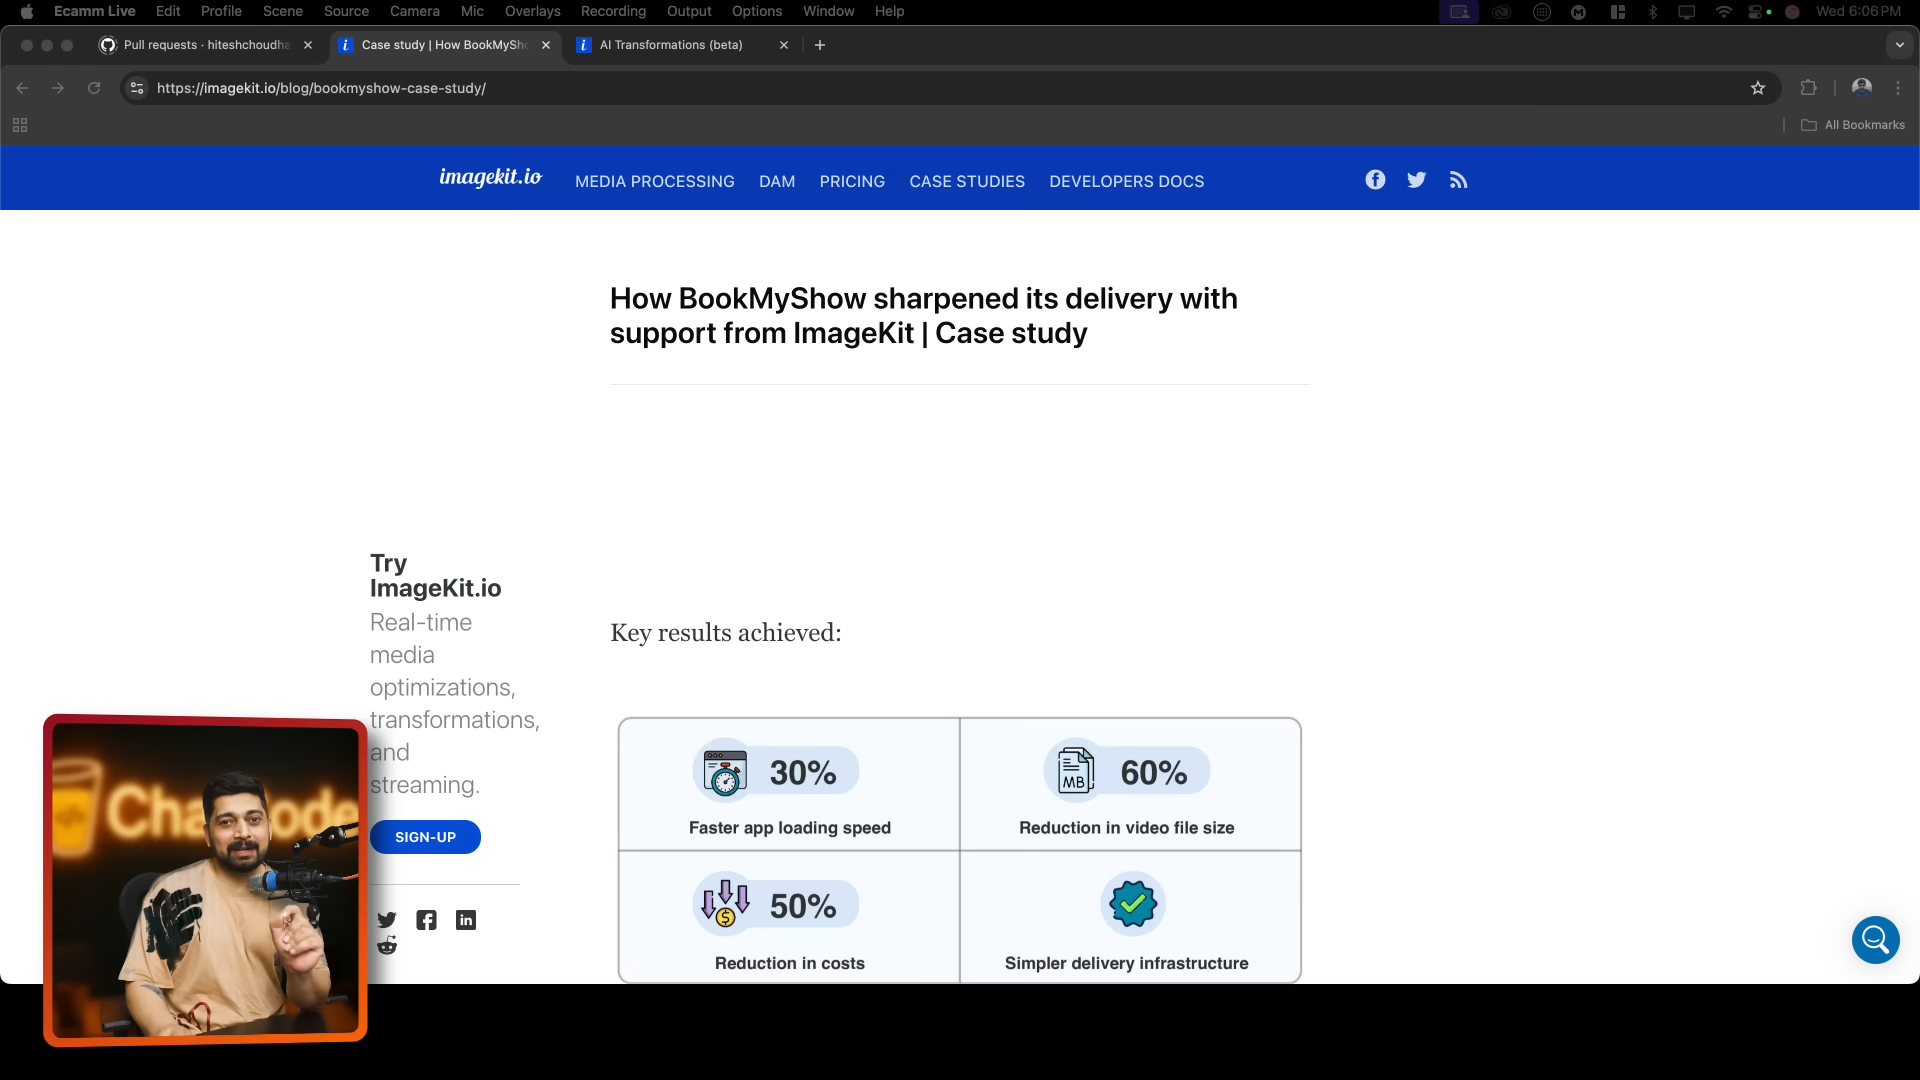 Ecamm Live Edit Profile Scene Source Camera Mic Overlays Recording Output Options Window Help Wed 6:06 PM
Pull requests · hiteshchoudha
Case study | How BookMySho
AI Transformations (beta)
https://imagekit.io/blog/bookmyshow-case-study/
All Bookmarks
imagekit.io MEDIA PROCESSING DAM PRICING CASE STUDIES DEVELOPERS DOCS
How BookMyShow sharpened its delivery with
support from ImageKit | Case study
Try
ImageKit.io
Real-time
media
optimizations,
transformations,
and
streaming.
SIGN-UP
Key results achieved:
30%
Faster app loading speed
MB
60%
Reduction in video file size
50%
Reduction in costs
Simpler delivery infrastructure